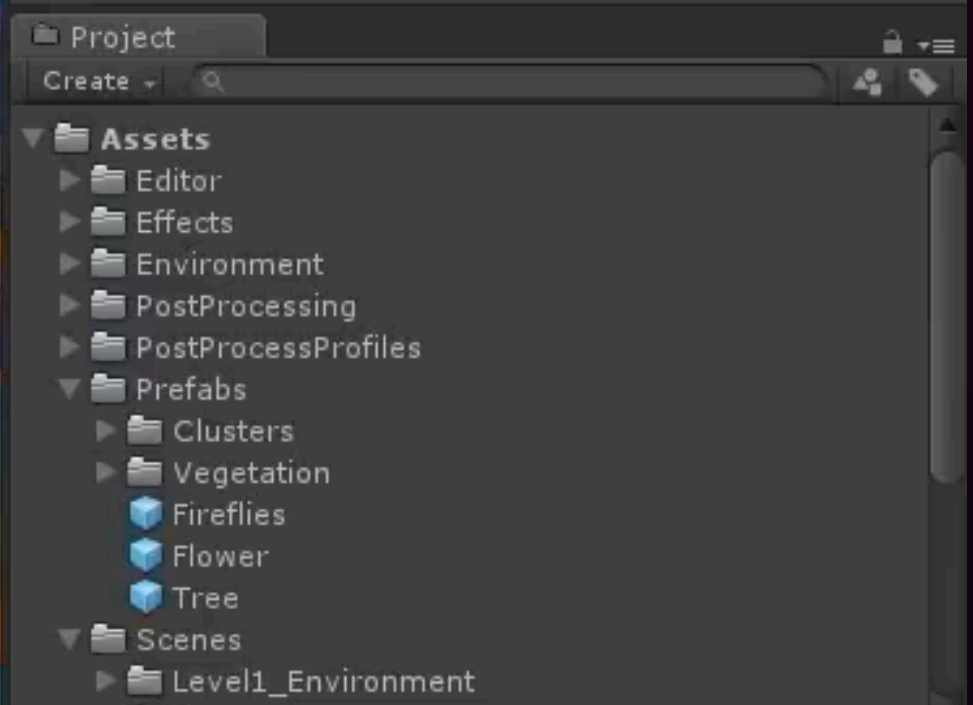 Project
Create
Assets
Editor
Effects
Environment
PostProcessing
PostProcessProfiles
Prefabs
Clusters
Vegetation
Fireflies
Flower
Tree
Scenes
Level1_Environment